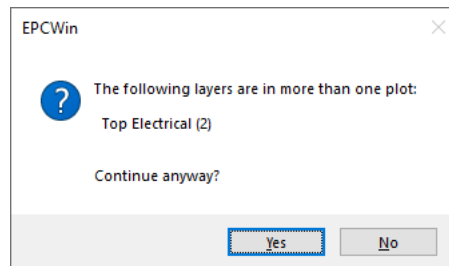 EPCWin
The following layers are in more than one plot:
Top Electrical (2)
Continue anyway?
Yes
No